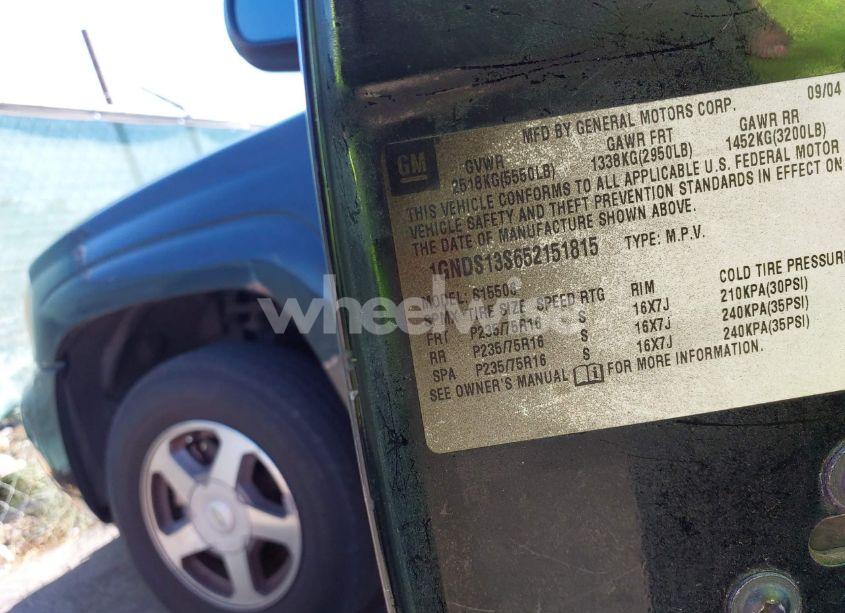 09/04
MFD BY GENERAL MOTORS CORP.
GM
GVWR GAWR FRT GAWR RR
2518KG(5550LB) 1338KG(2950LB) 1452KG(3200LB)
THIS VEHICLE CONFORMS TO ALL APPLICABLE U.S. FEDERAL MOTOR
VEHICLE SAFETY AND THEFT PREVENTION STANDARDS IN EFFECT ON
THE DATE OF MANUFACTURE SHOWN ABOVE.
1GNDS13S652151815 TYPE: M.P.V.
MODEL: S15506
TIRE SIZE SPEED RTG RIM COLD TIRE PRESSURE
FRT P235/75R16 S 16X7J 210KPA(30PSI)
RR P235/75R16 S 16X7J 240KPA(35PSI)
SPA P235/75R16 S 16X7J 240KPA(35PSI)
SEE OWNER'S MANUAL FOR MORE INFORMATION.